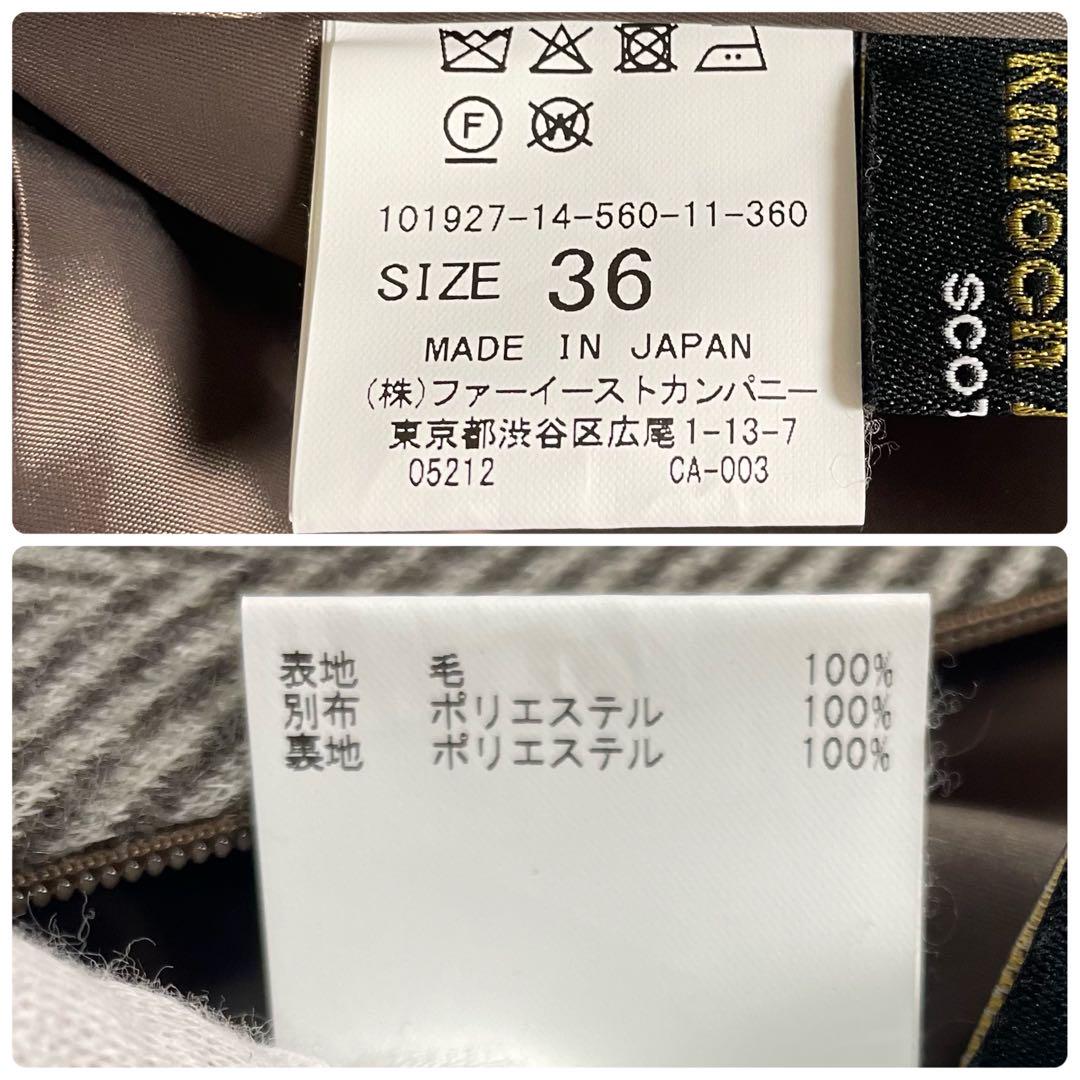 F W
101927-14-560-11-360
SIZE 36
MADE IN JAPAN
(株)ファーイーストカンパニー
東京都渋谷区広尾1-13-7
05212 CA-003
Kinloch
SCOT
表地 毛 100%
別布 ポリエステル 100%
裏地 ポリエステル 100%